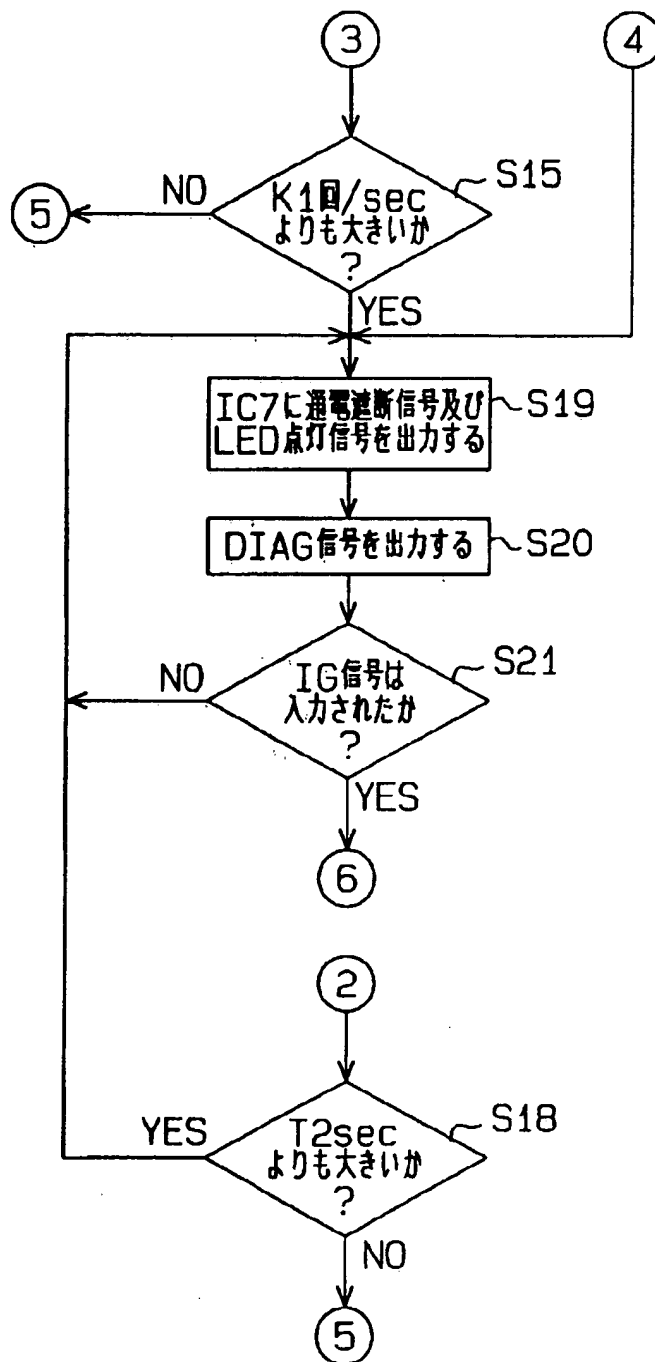 ③
④
S15
NO
K1回/sec
よりも大きいか
?
⑤
YES
S19
IC7に通電遮断信号及び
LED点灯信号を出力する
DIAG信号を出力する
S20
S21
NO
IG信号は
入力されたか
?
YES
⑥
②
S18
YES
T2sec
よりも大きいか
?
NO
⑤